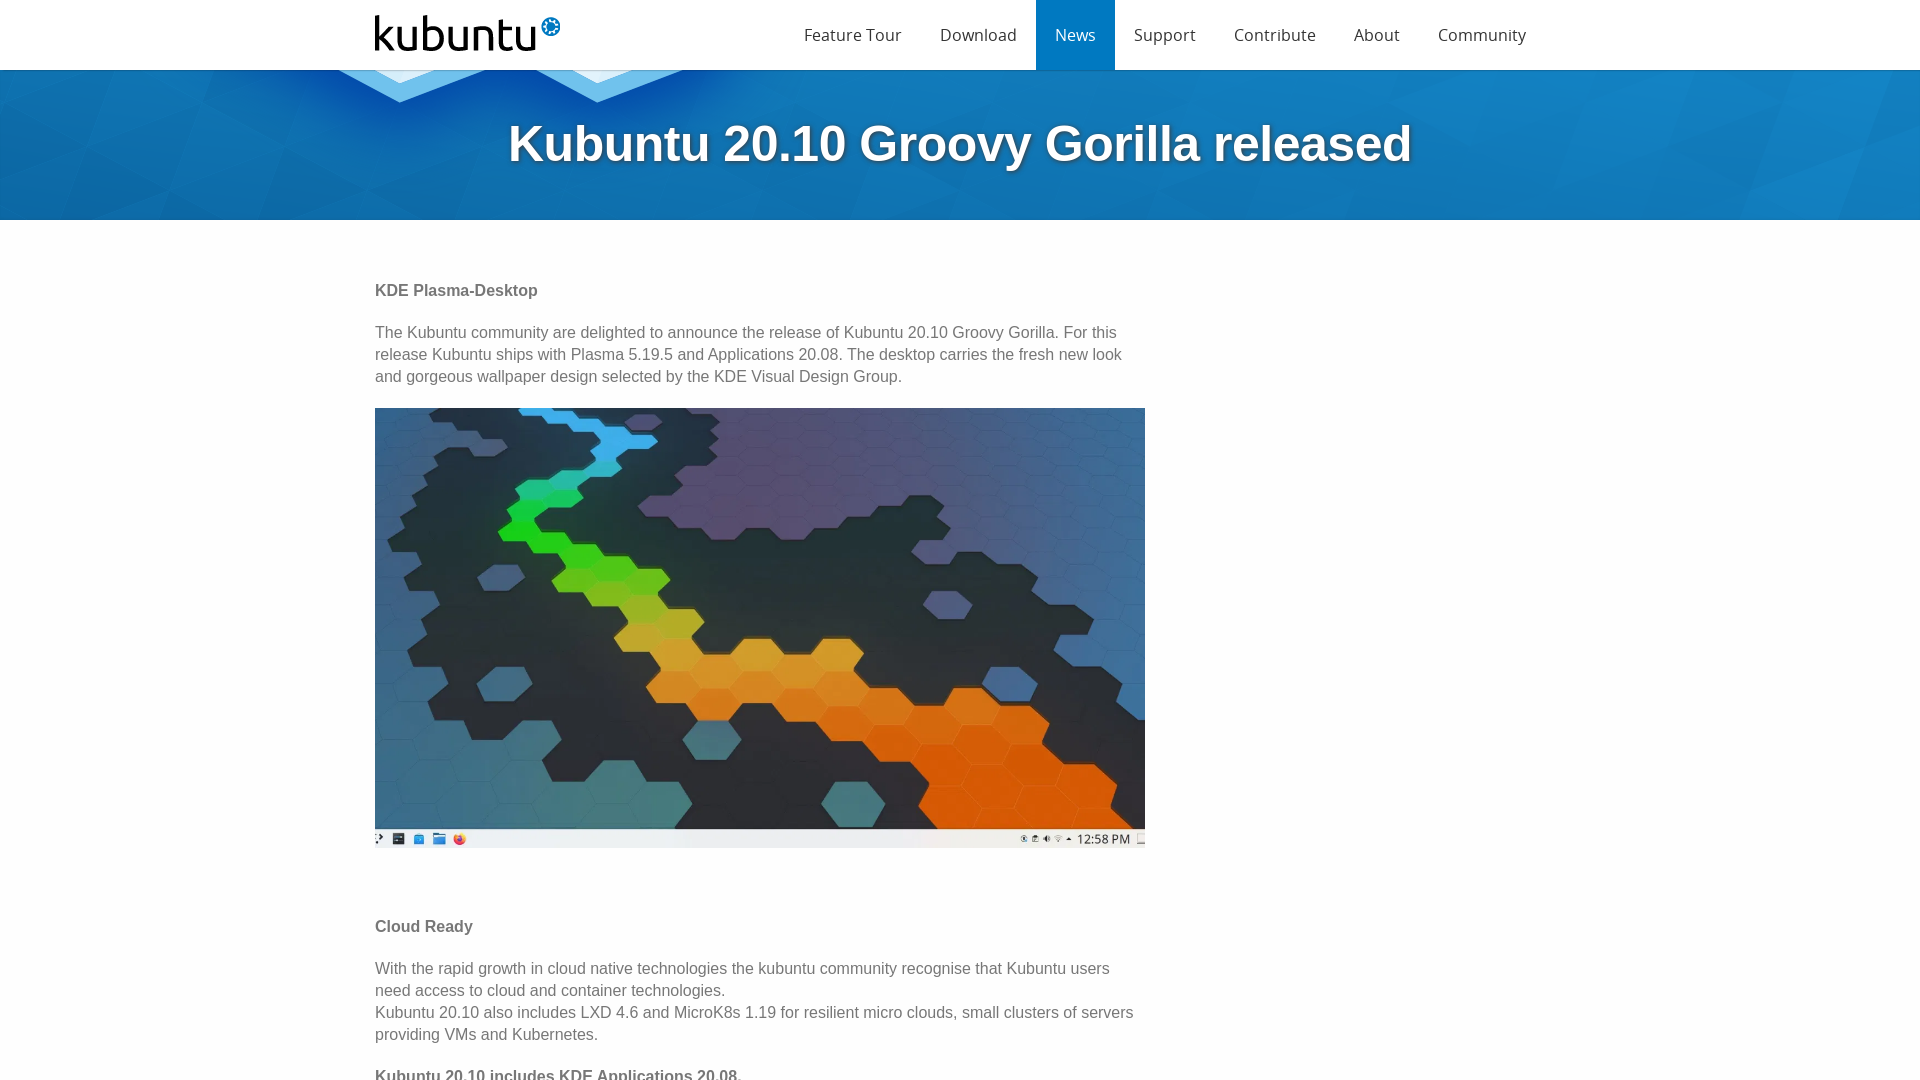 kubuntu
Feature Tour
Download
News
Support
Contribute
About
Community
Kubuntu 20.10 Groovy Gorilla released
KDE Plasma-Desktop
The Kubuntu community are delighted to announce the release of Kubuntu 20.10 Groovy Gorilla. For this
release Kubuntu ships with Plasma 5.19.5 and Applications 20.08. The desktop carries the fresh new look
and gorgeous wallpaper design selected by the KDE Visual Design Group.
12:58 PM
Cloud Ready
With the rapid growth in cloud native technologies the kubuntu community recognise that Kubuntu users
need access to cloud and container technologies.
Kubuntu 20.10 also includes LXD 4.6 and MicroK8s 1.19 for resilient micro clouds, small clusters of servers
providing VMs and Kubernetes.
Kubuntu 20.10 includes KDE Applications 20.08.